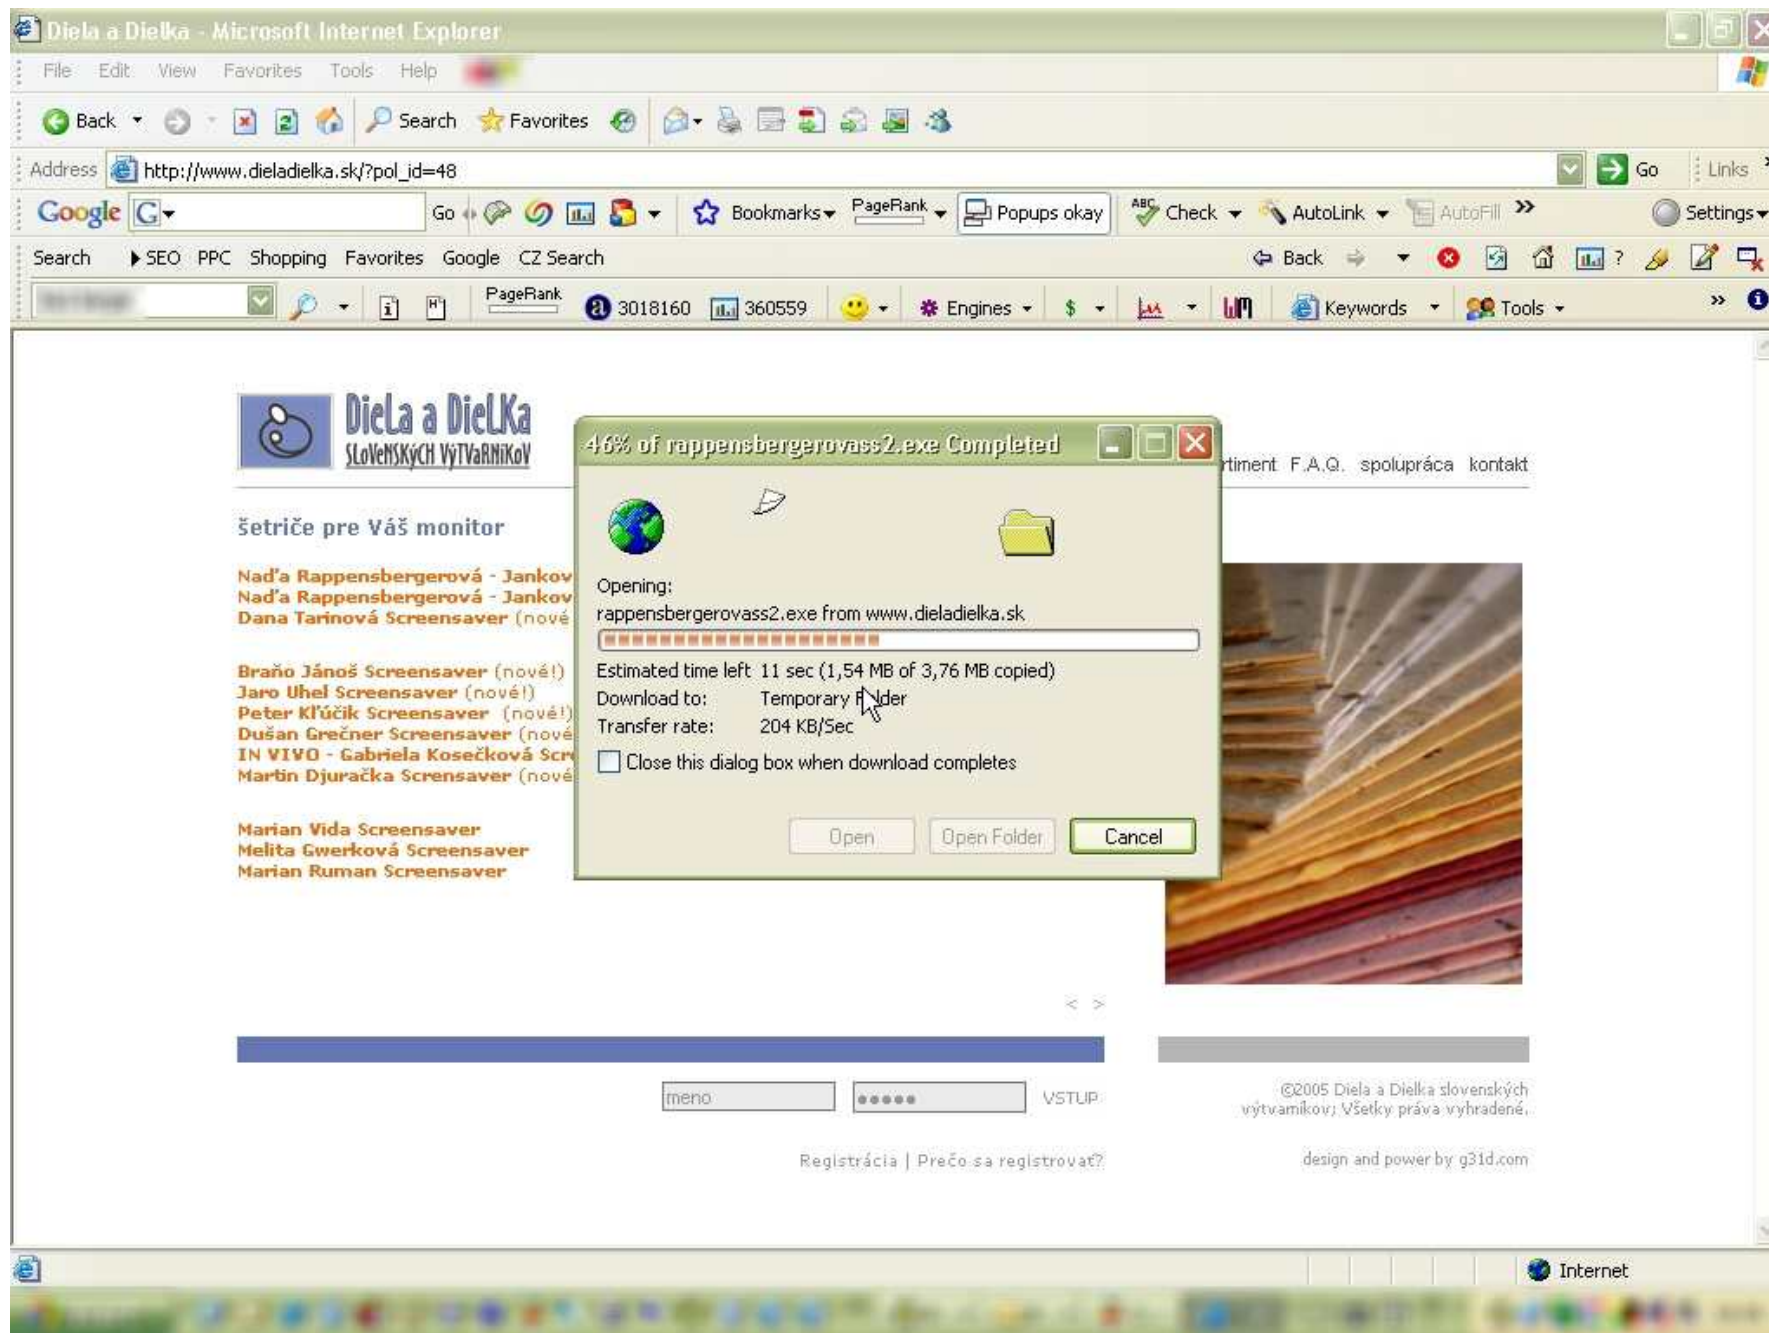 Diela a Dielka - Microsoft Internet Explorer
File Edit View Favorites Tools Help
Back Search Favorites
Address http://www.dieladielka.sk/?pol_id=48 Go Links
Google G Go Bookmarks PageRank Popups okay ABC Check AutoLink AutoFill » Settings
Search SEO PPC Shopping Favorites Google CZ Search Back ?
PageRank 3018160 360559 Engines $ Keywords Tools »
DieLa a DielKa
SLoVeNSKýCH VýTVaRNiKoV
rtiment F.A.Q. spolupráca kontakt
šetriče pre Váš monitor
Naďa Rappensbergerová - Jankov
Naďa Rappensbergerová - Jankov
Dana Tarinová Screensaver (nové
Braňo Jánoš Screensaver (nové!)
Jaro Uhel Screensaver (nové!)
Peter Kľúčik Screensaver (nové!)
Dušan Grečner Screensaver (nové
IN VIVO - Gabriela Kosečková Scre
Martin Djuračka Scrensaver (nové
Marian Vida Screensaver
Melita Gwerková Screensaver
Marian Ruman Screensaver
46% of rappensbergerovass2.exe Completed
Opening:
rappensbergerovass2.exe from www.dieladielka.sk
Estimated time left 11 sec (1,54 MB of 3,76 MB copied)
Download to: Temporary Folder
Transfer rate: 204 KB/Sec
Close this dialog box when download completes
Open Open Folder Cancel
< >
meno ●●●●● VSTUP
Registrácia | Prečo sa registrovať?
©2005 Diela a Dielka slovenských
výtvarníkov; Všetky práva vyhradené.
design and power by g31d.com
Internet